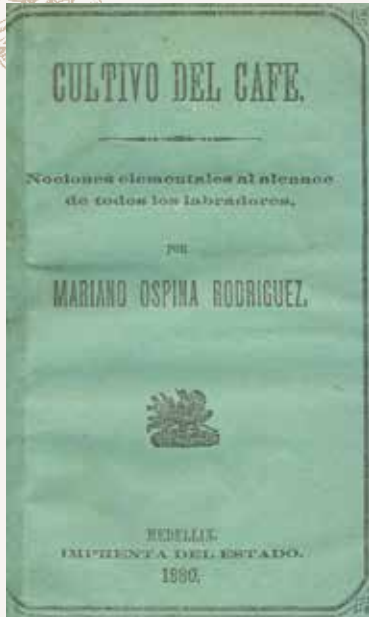 CULTIVO DEL CAFE.
Nociones elementales al alcance
de todos los labradores,
POR
MARIANO OSPINA RODRIGUEZ.
MEDELLIN.
IMPRENTA DEL ESTADO.
1880.